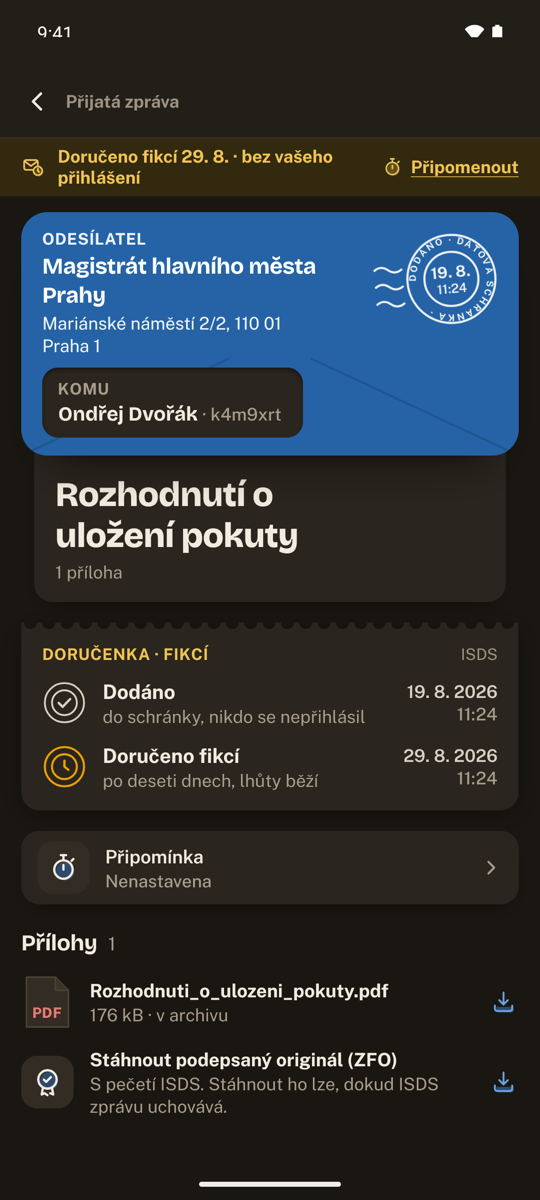 9:41
Přijatá zpráva
Doručeno fikcí 29. 8. · bez vašeho
přihlášení
Připomenout
ODESÍLATEL
Magistrát hlavního města
Prahy
Mariánské náměstí 2/2, 110 01
Praha 1
DODÁNO · DATOVÁ SCHRÁNKA ·
19. 8.
11:24
KOMU
Ondřej Dvořák · k4m9xrt
Rozhodnutí o
uložení pokuty
1 příloha
DORUČENKA · FIKCÍ
ISDS
Dodáno
19. 8. 2026
do schránky, nikdo se nepřihlásil
11:24
Doručeno fikcí
29. 8. 2026
po deseti dnech, lhůty běží
11:24
Připomínka
Nenastavena
Přílohy 1
PDF
Rozhodnuti_o_ulozeni_pokuty.pdf
176 kB · v archivu
Stáhnout podepsaný originál (ZFO)
S pečetí ISDS. Stáhnout ho lze, dokud ISDS
zprávu uchovává.